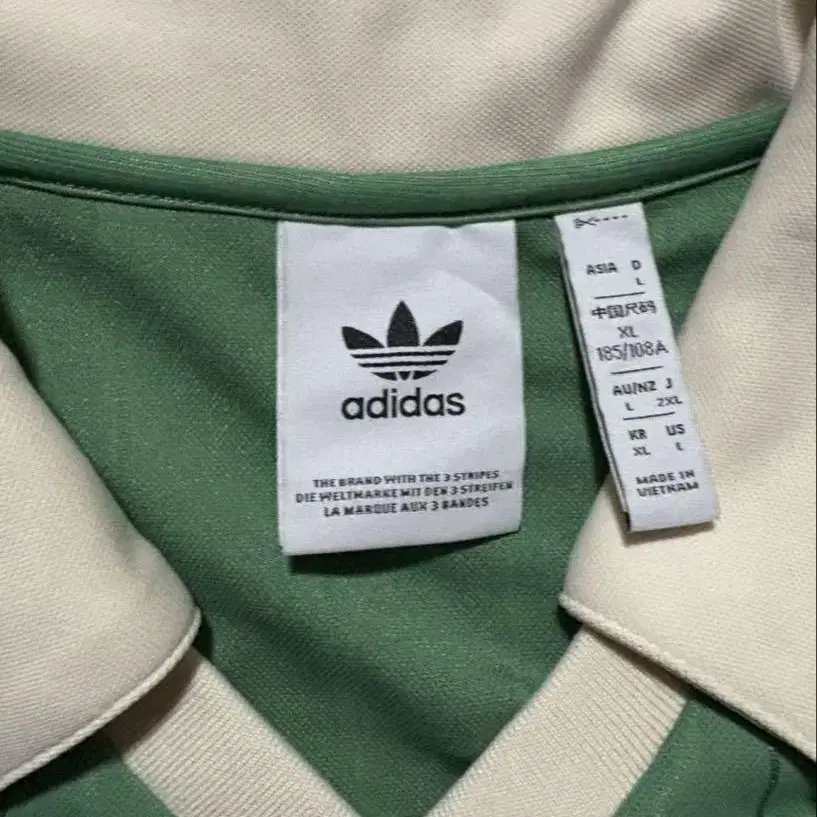 adidas
THE BRAND WITH THE 3 STRIPES
DIE WELTMARKE MIT DEN 3 STREIFEN
LA MARQUE AUX 3 BANDES
ASIA D
L
中国尺码
XL
185/108A
AU/NZ J
L 2XL
KR US
XL L
MADE IN
VIETNAM